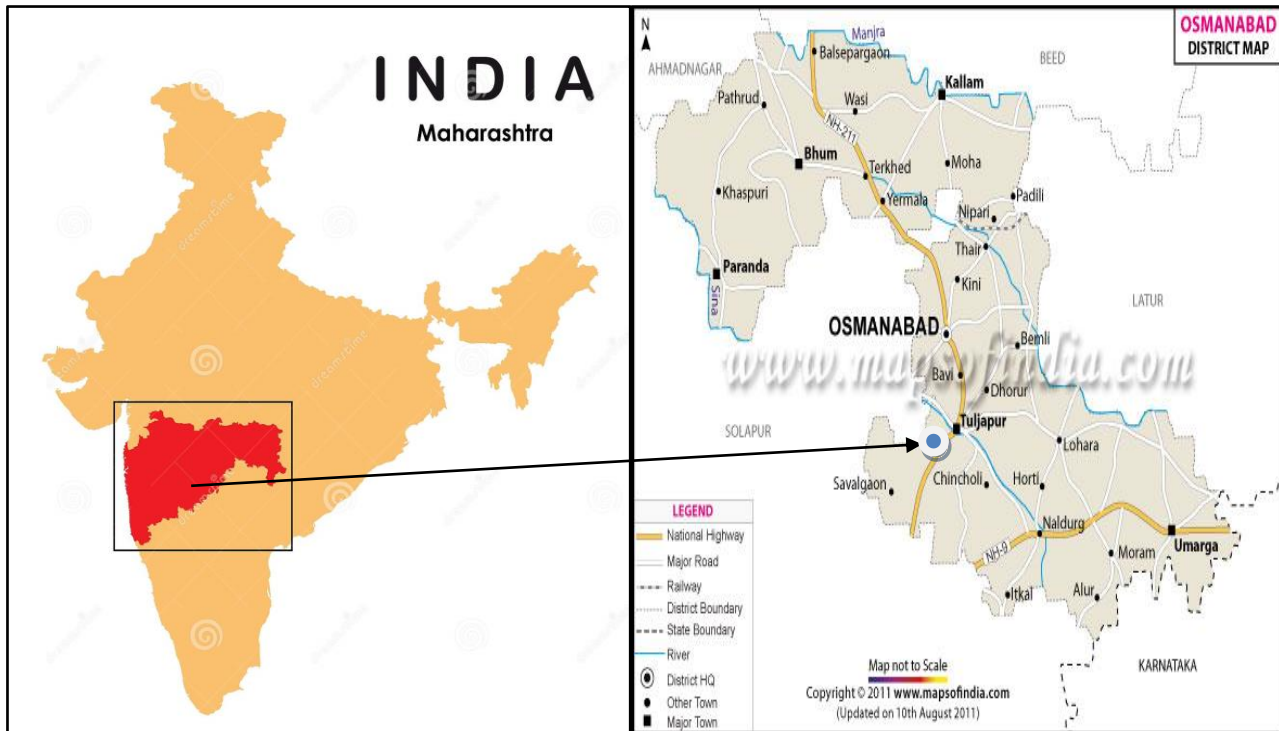 INDIA
Maharashtra
dreamstime
OSMANABAD
DISTRICT MAP
N
Manjra
BEED
AHMADNAGAR
Balsepargaon
Kallam
Pathrud
Wasi
NH-211
Bhum
Terkhed
Moha
Khaspuri
Yermala
Padili
Nipari
Thair
Paranda
Kini
Sina
LATUR
OSMANABAD
Bemli
www.mapsofindia.com
Bavi
Dhorur
SOLAPUR
Tuljapur
Lohara
Savalgaon
Chincholi
Horti
Naldurg
Umarga
NH-9
Moram
Itkal
Alur
KARNATAKA
LEGEND
National Highway
Major Road
Railway
District Boundary
State Boundary
River
District HQ
Other Town
Major Town
Map not to Scale
Copyright © 2011 www.mapsofindia.com
(Updated on 10th August 2011)